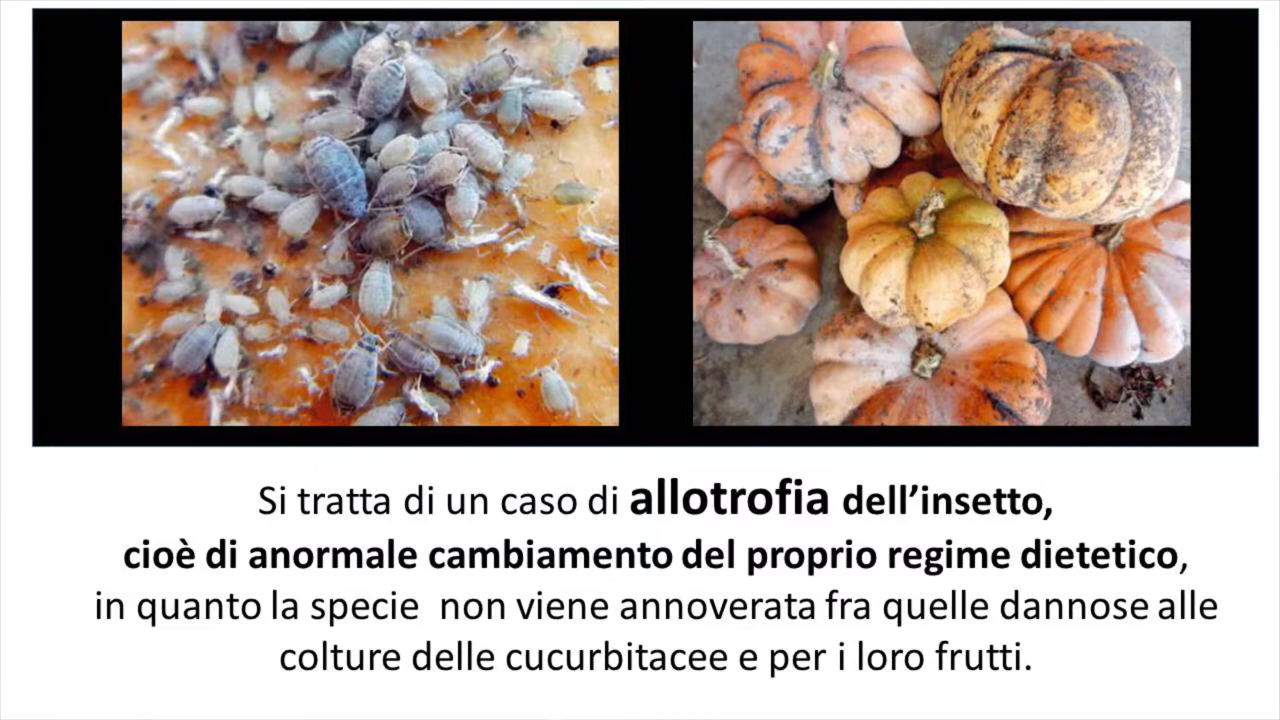 Si tratta di un caso di allotrofia dell’insetto,
cioè di anormale cambiamento del proprio regime dietetico,
in quanto la specie  non viene annoverata fra quelle dannose alle
colture delle cucurbitacee e per i loro frutti.